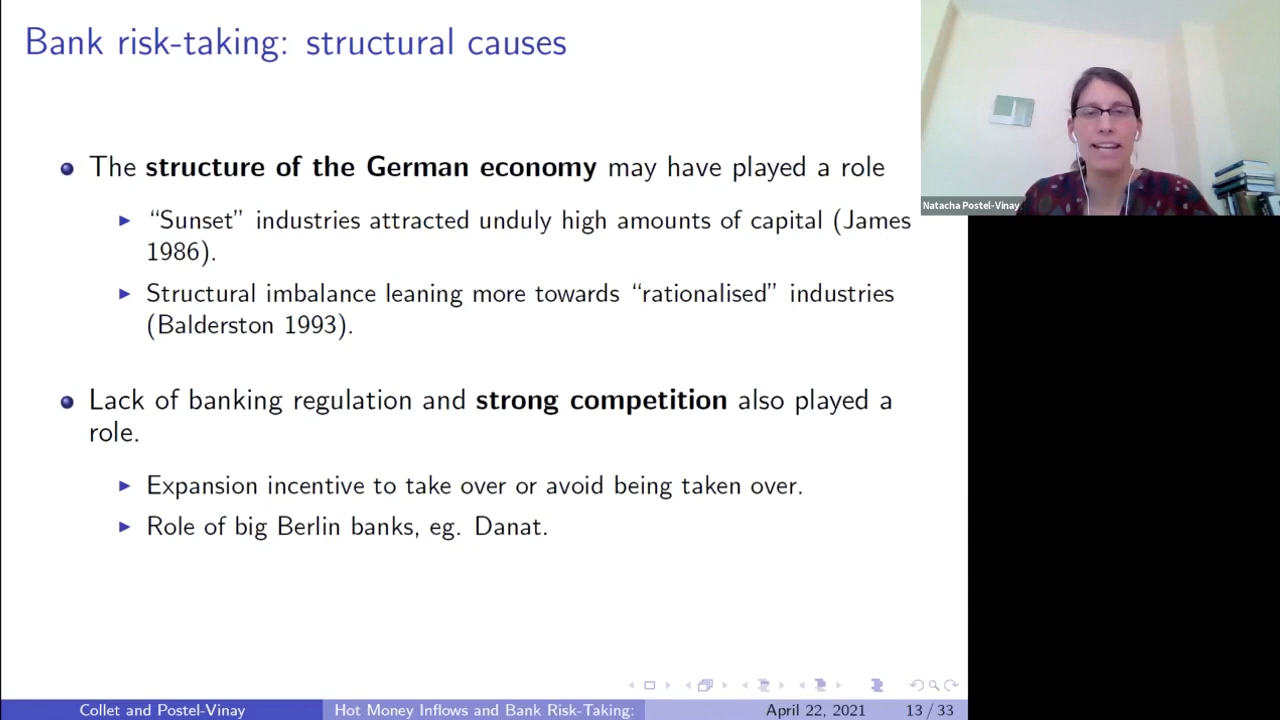 Bank risk-taking: structural causes
The structure of the German economy may have played a role
“Sunset” industries attracted unduly high amounts of capital (James
1986).
Structural imbalance leaning more towards “rationalised” industries
(Balderston 1993).
Lack of banking regulation and strong competition also played a
role.
Expansion incentive to take over or avoid being taken over.
Role of big Berlin banks, eg. Danat.
Natacha Postel-Vinay
Collet and Postel-Vinay
Hot Money Inflows and Bank Risk-Taking:
April 22, 2021
13 / 33